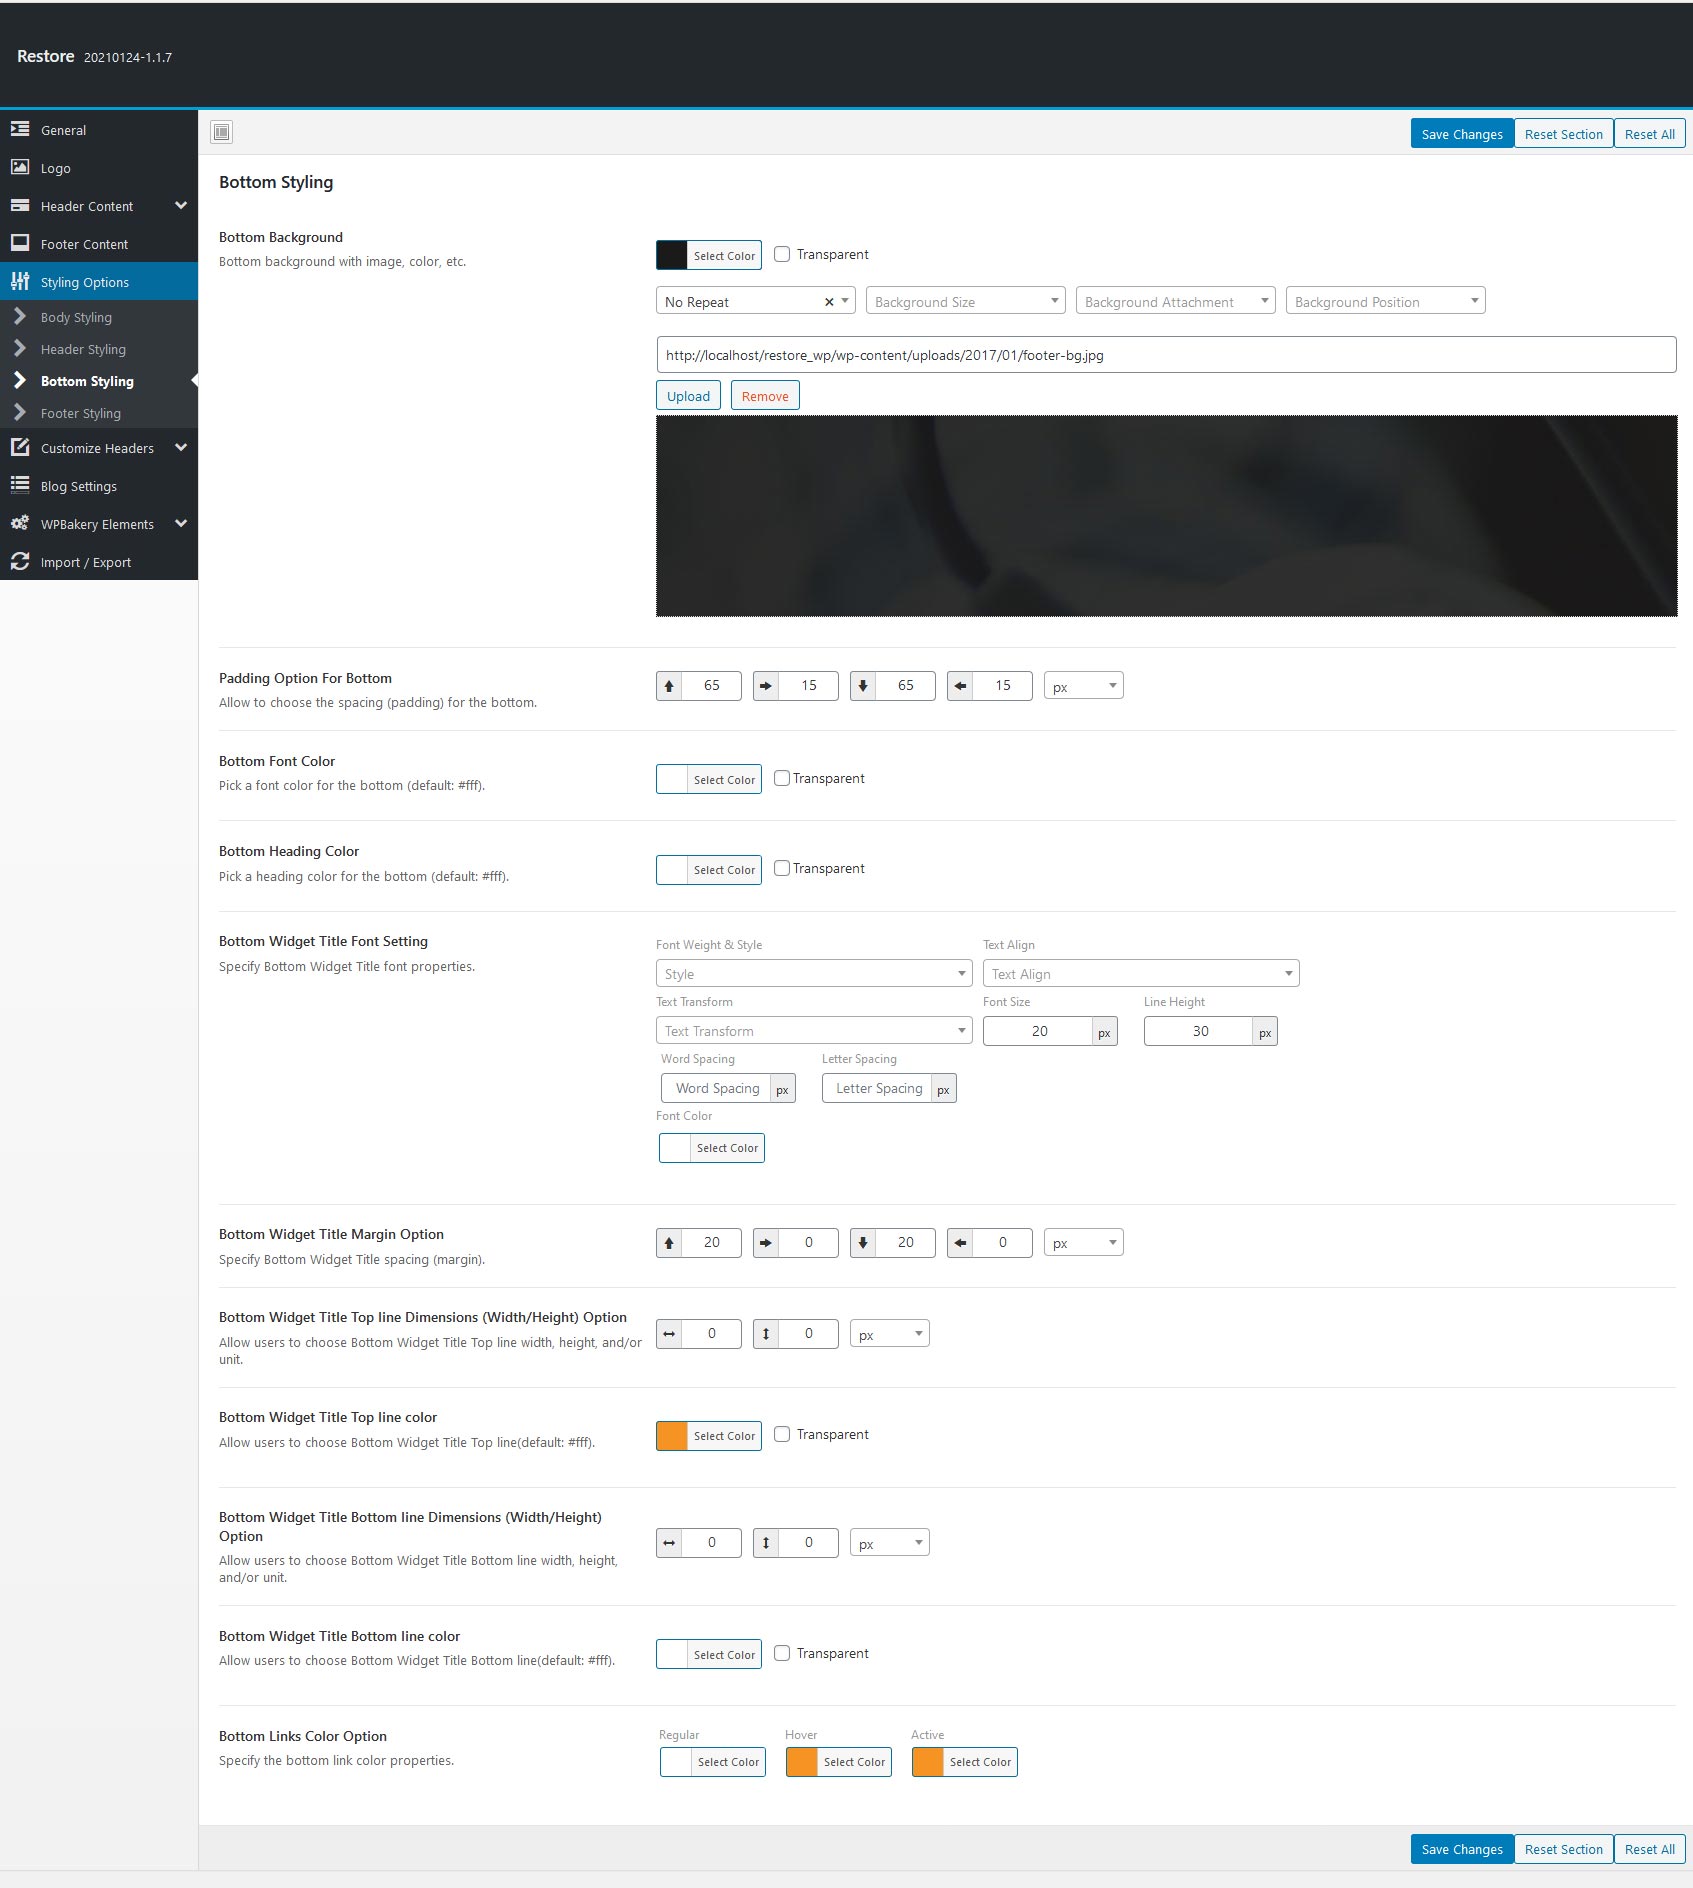 Restore 20210124-1.1.7
General
Logo
Header Content
Footer Content
Styling Options
Body Styling
Header Styling
Bottom Styling
Footer Styling
Customize Headers
Blog Settings
WPBakery Elements
Import / Export
Save Changes Reset Section Reset All
Bottom Styling
Bottom Background
Bottom background with image, color, etc.
Select Color Transparent
No Repeat × Background Size Background Attachment Background Position
http://localhost/restore_wp/wp-content/uploads/2017/01/footer-bg.jpg
Upload Remove
Padding Option For Bottom
Allow to choose the spacing (padding) for the bottom.
65 15 65 15 px
Bottom Font Color
Pick a font color for the bottom (default: #fff).
Select Color Transparent
Bottom Heading Color
Pick a heading color for the bottom (default: #fff).
Select Color Transparent
Bottom Widget Title Font Setting
Specify Bottom Widget Title font properties.
Font Weight & Style Text Align
Style Text Align
Text Transform Font Size Line Height
Text Transform 20 px 30 px
Word Spacing Letter Spacing
Word Spacing px Letter Spacing px
Font Color
Select Color
Bottom Widget Title Margin Option
Specify Bottom Widget Title spacing (margin).
20 0 20 0 px
Bottom Widget Title Top line Dimensions (Width/Height) Option
Allow users to choose Bottom Widget Title Top line width, height, and/or
unit.
0 0 px
Bottom Widget Title Top line color
Allow users to choose Bottom Widget Title Top line(default: #fff).
Select Color Transparent
Bottom Widget Title Bottom line Dimensions (Width/Height)
Option
Allow users to choose Bottom Widget Title Bottom line width, height,
and/or unit.
0 0 px
Bottom Widget Title Bottom line color
Allow users to choose Bottom Widget Title Bottom line(default: #fff).
Select Color Transparent
Bottom Links Color Option
Specify the bottom link color properties.
Regular Hover Active
Select Color Select Color Select Color
Save Changes Reset Section Reset All